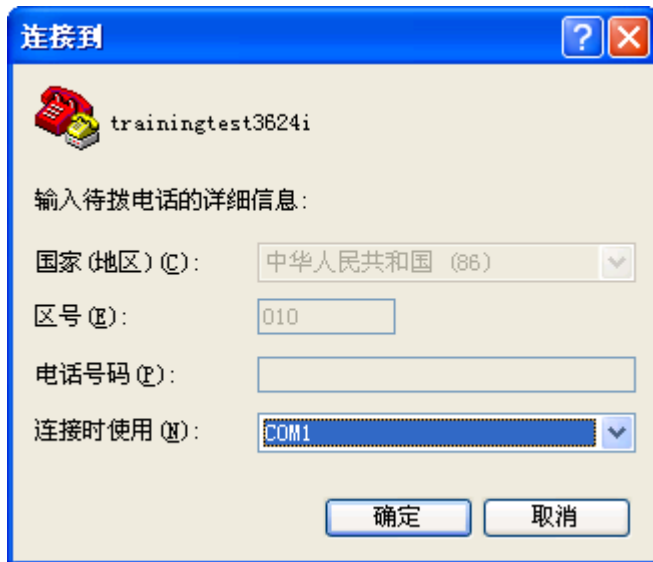 连接到
trainingtest3624i
输入待拨电话的详细信息:
国家(地区)(C): 中华人民共和国 (86)
区号(E): 010
电话号码(P):
连接时使用(N): COM1
确定 取消